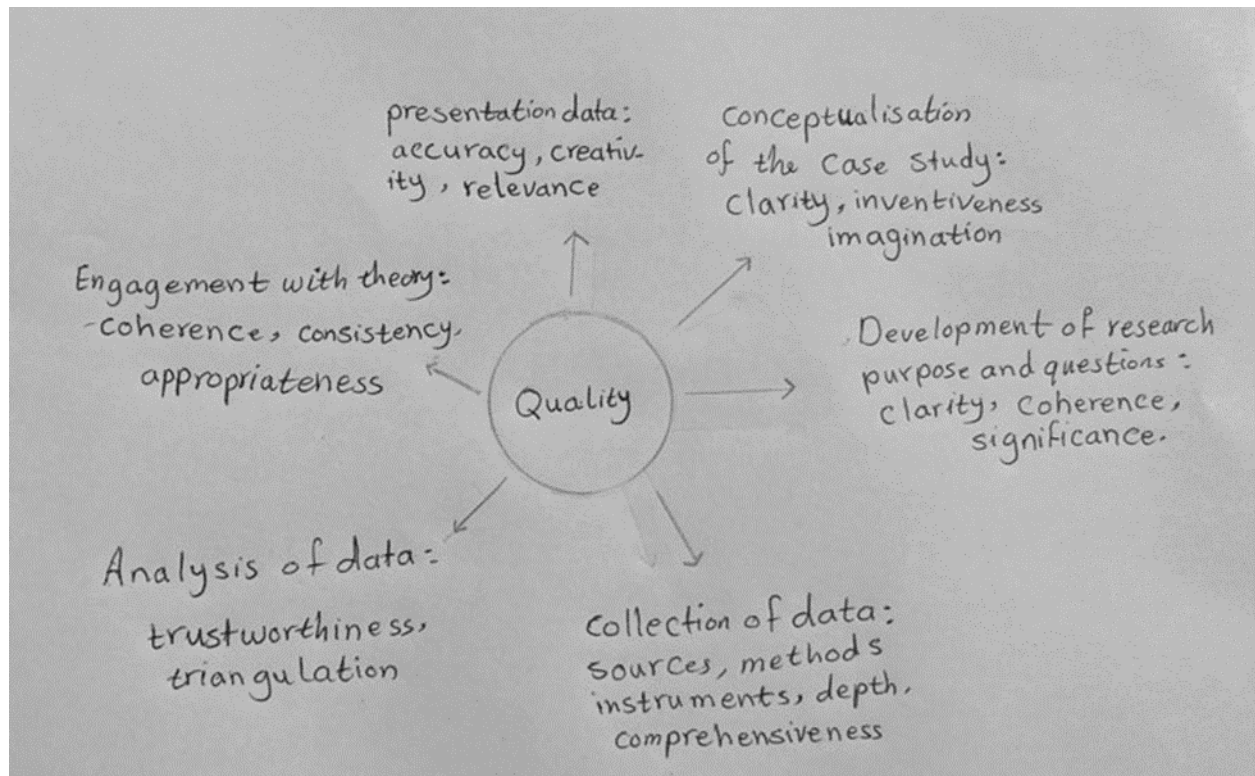 presentation data:
accuracy, creativ-
ity, relevance
Conceptualisation
of the Case Study:
clarity, inventiveness
imagination
Engagement with theory:
-coherence, consistency.
appropriateness
Quality
Development of research
purpose and questions:
clarity, coherence,
significance.
Analysis of data:
trustworthiness,
triangulation
Collection of data:
sources, methods
instruments, depth.
comprehensiveness